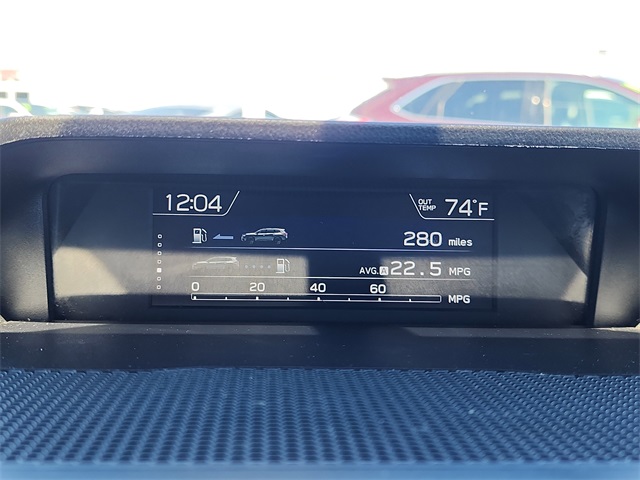 12:04
OUT TEMP 74°F
280 miles
AVG. A 22.5 MPG
0 20 40 60 MPG